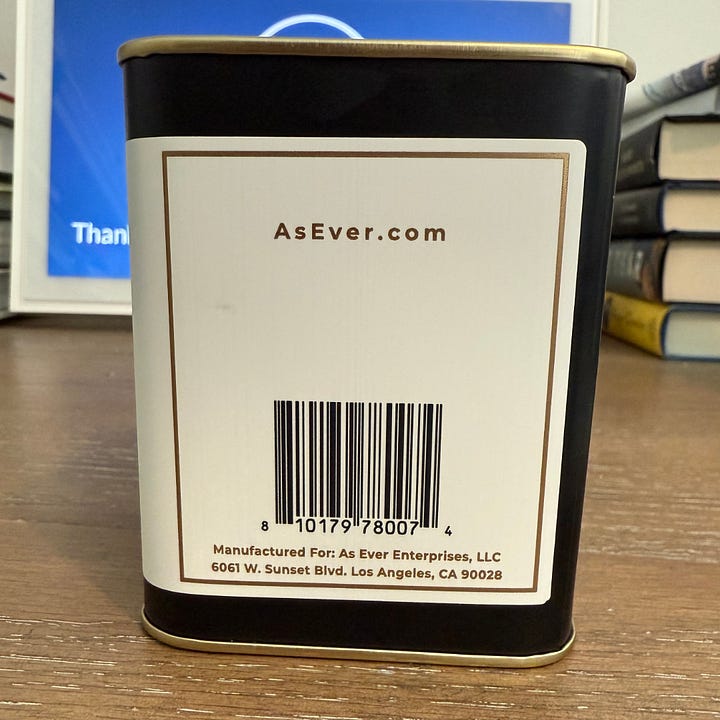 Thank
AsEver.com
8 10179 78007 4
Manufactured For: As Ever Enterprises, LLC
6061 W. Sunset Blvd. Los Angeles, CA 90028